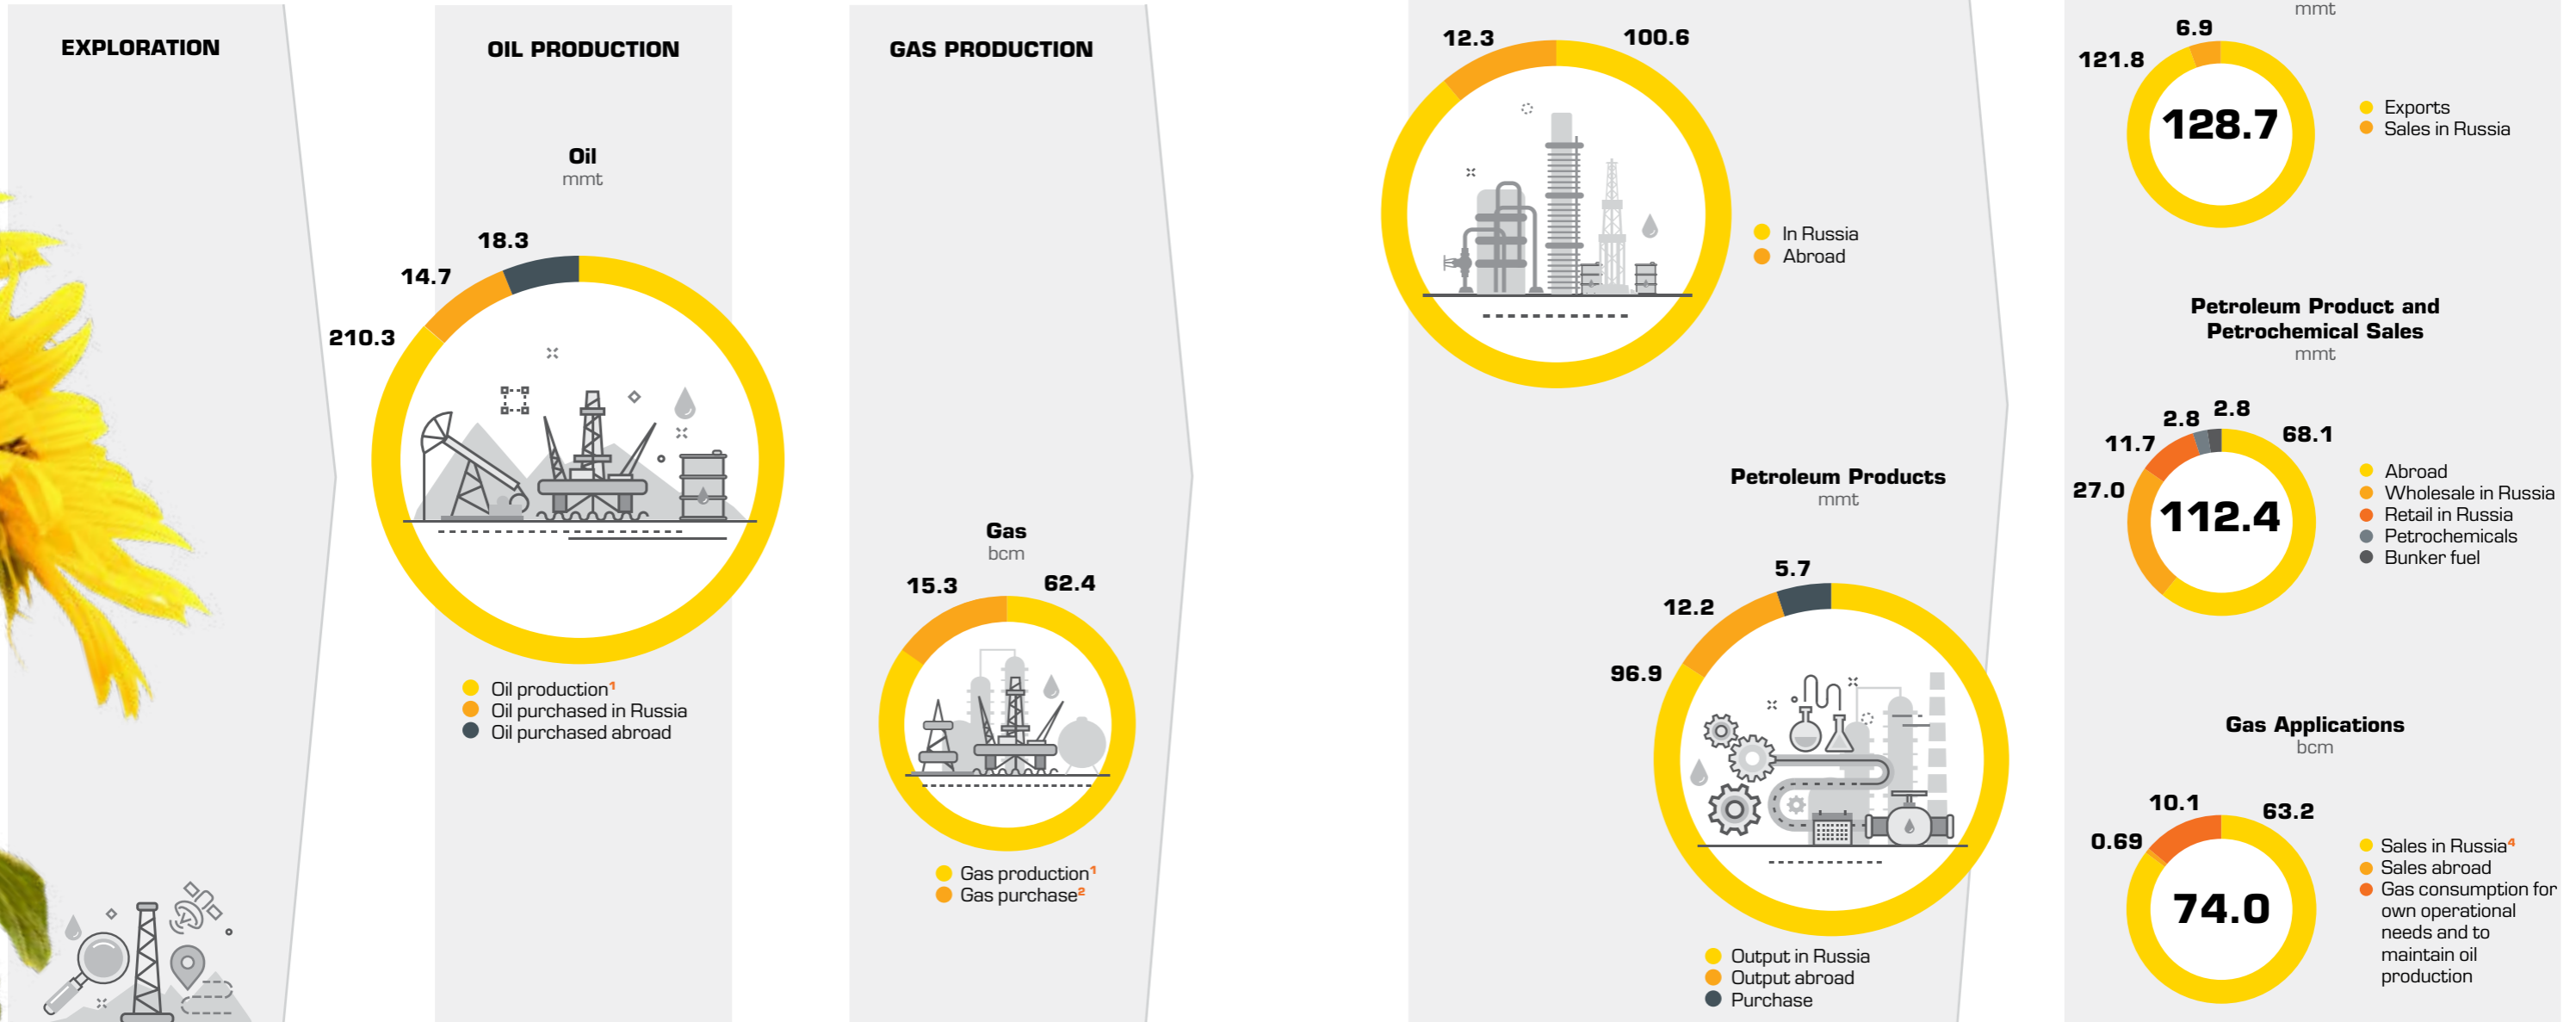 EXPLORATION
OIL PRODUCTION
Oil
mmt
18.3
14.7
210.3
Oil production¹
Oil purchased in Russia
Oil purchased abroad
GAS PRODUCTION
Gas
bcm
15.3
62.4
Gas production¹
Gas purchase²
12.3
100.6
In Russia
Abroad
Petroleum Products
mmt
5.7
12.2
96.9
Output in Russia
Output abroad
Purchase
mmt
6.9
121.8
128.7
Exports
Sales in Russia
Petroleum Product and
Petrochemical Sales
mmt
2.8
2.8
11.7
68.1
27.0
112.4
Abroad
Wholesale in Russia
Retail in Russia
Petrochemicals
Bunker fuel
Gas Applications
bcm
10.1
63.2
0.69
74.0
Sales in Russia⁴
Sales abroad
Gas consumption for
own operational
needs and to
maintain oil
production